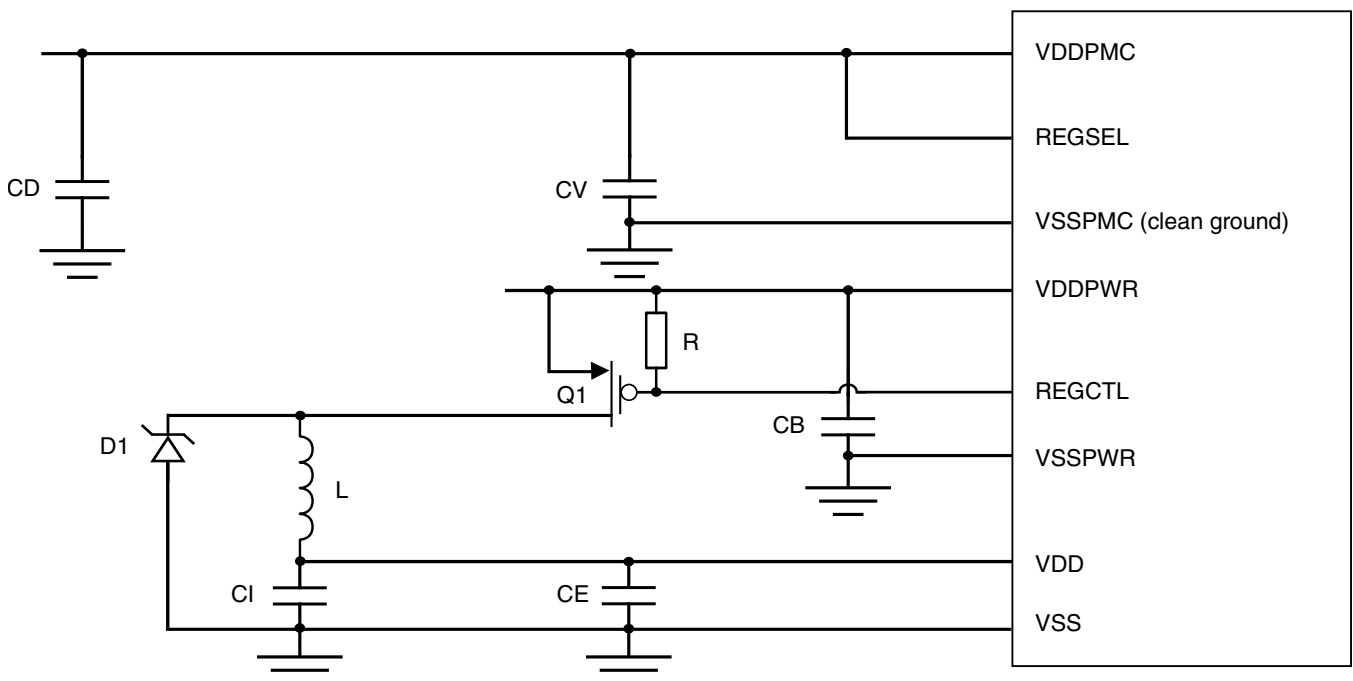 VDDPMC
REGSEL
CD
CV
VSSPMC (clean ground)
VDDPWR
R
Q1
REGCTL
CB
D1
VSSPWR
L
VDD
CI
CE
VSS